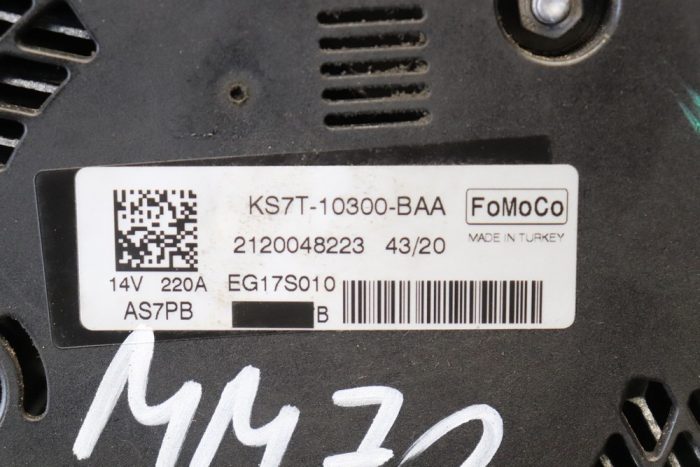 KS7T-10300-BAA FoMoCo
2120048223 43/20 MADE IN TURKEY
14V 220A EG17S010
AS7PB B